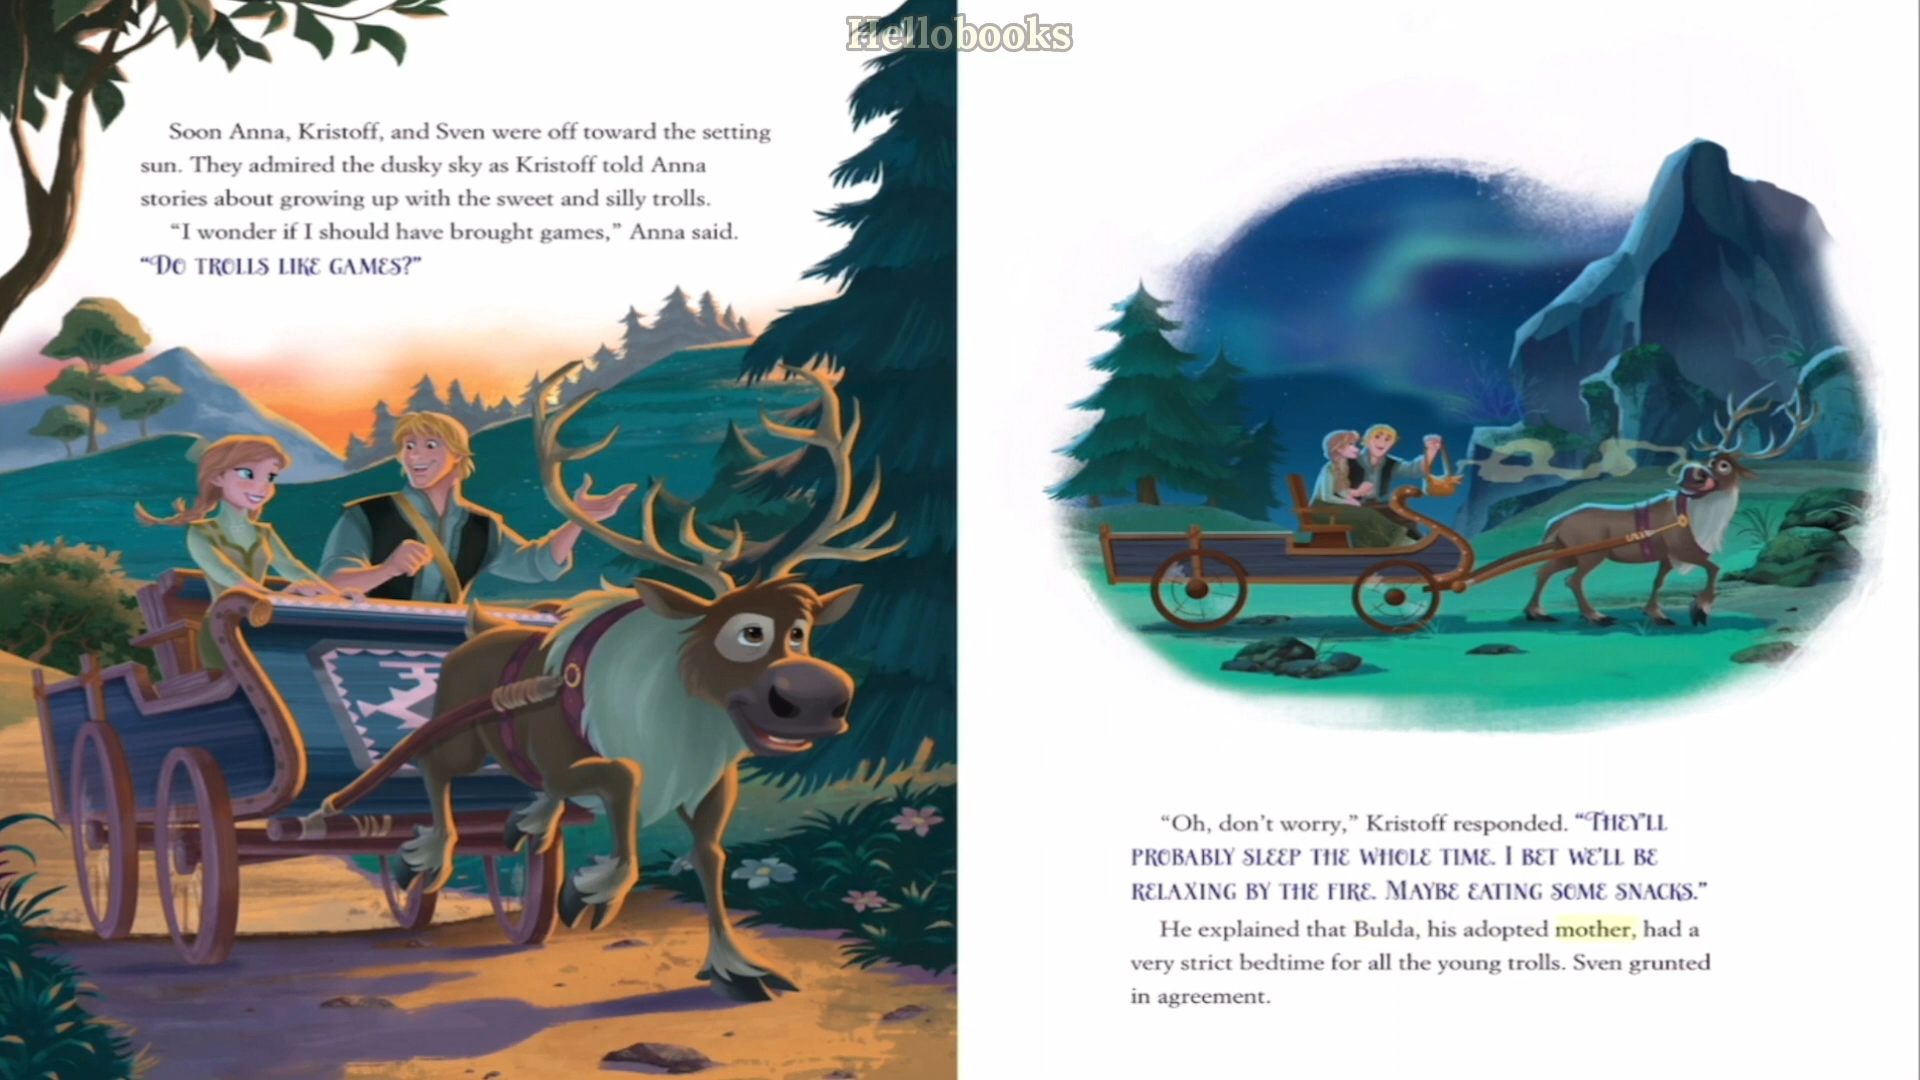 Hellobooks
Soon Anna, Kristoff, and Sven were off toward the setting
sun. They admired the dusky sky as Kristoff told Anna
stories about growing up with the sweet and silly trolls.
“I wonder if I should have brought games,” Anna said.
“DO TROLLS LIKE GAMES?”
“Oh, don’t worry,” Kristoff responded. “THEY’LL
PROBABLY SLEEP THE WHOLE TIME. I BET WE’LL BE
RELAXING BY THE FIRE. MAYBE EATING SOME SNACKS.”
He explained that Bulda, his adopted mother, had a
very strict bedtime for all the young trolls. Sven grunted
in agreement.